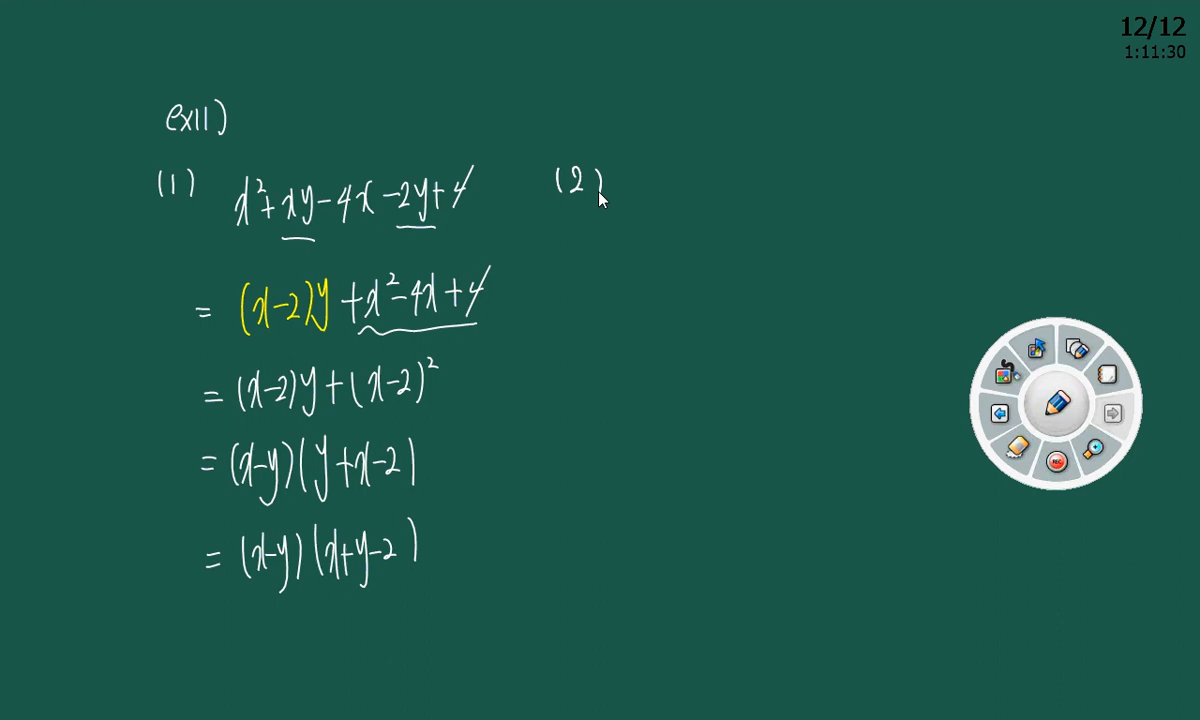 12/12
1:11:30
ex11)
(1) x²+xy-4x-2y+4 (2)
= (x-2)y+x²-4x+4
= (x-2)y+(x-2)²
= (x-y)(y+x-2)
= (x-y)(x+y-2)
REC